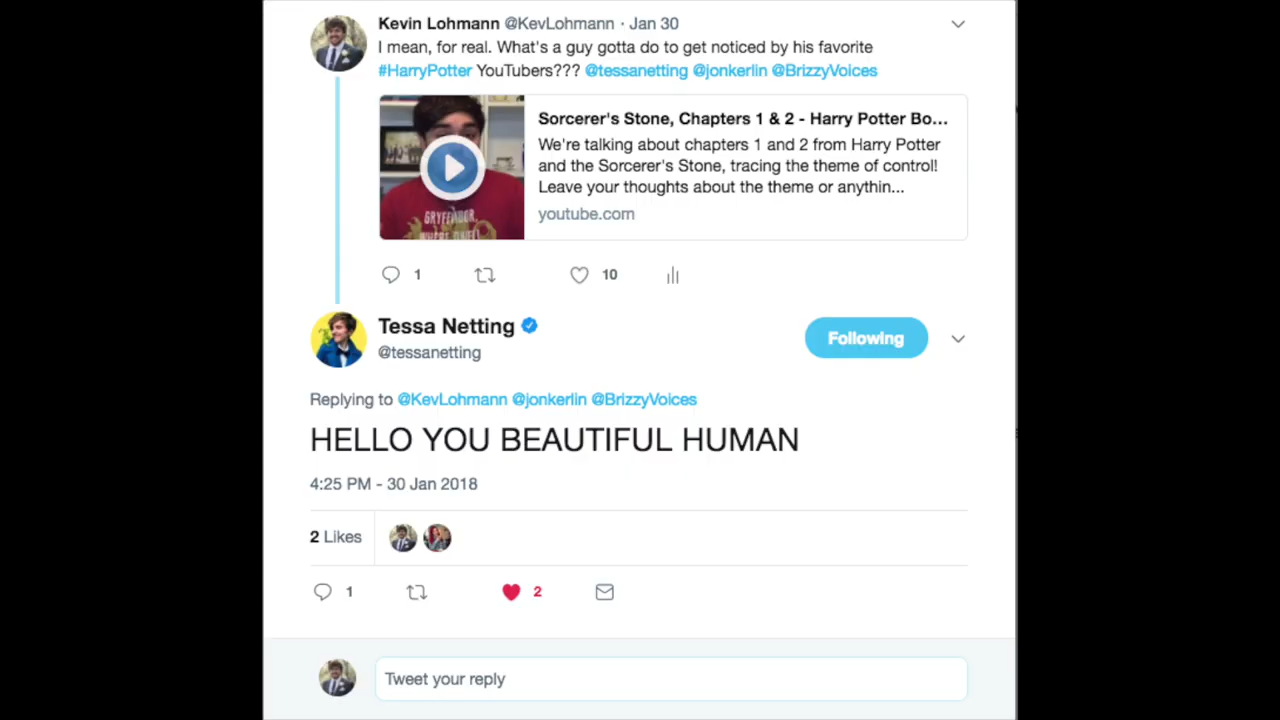 Kevin Lohmann @KevLohmann · Jan 30
I mean, for real. What's a guy gotta do to get noticed by his favorite
#HarryPotter YouTubers??? @tessanetting @jonkerlin @BrizzyVoices
Sorcerer's Stone, Chapters 1 & 2 - Harry Potter Bo...
We're talking about chapters 1 and 2 from Harry Potter
and the Sorcerer's Stone, tracing the theme of control!
Leave your thoughts about the theme or anythin...
youtube.com
GRYFFINDOR,
1 10
Tessa Netting
@tessanetting
Following
Replying to @KevLohmann @jonkerlin @BrizzyVoices
HELLO YOU BEAUTIFUL HUMAN
4:25 PM - 30 Jan 2018
2 Likes
1 2
Tweet your reply